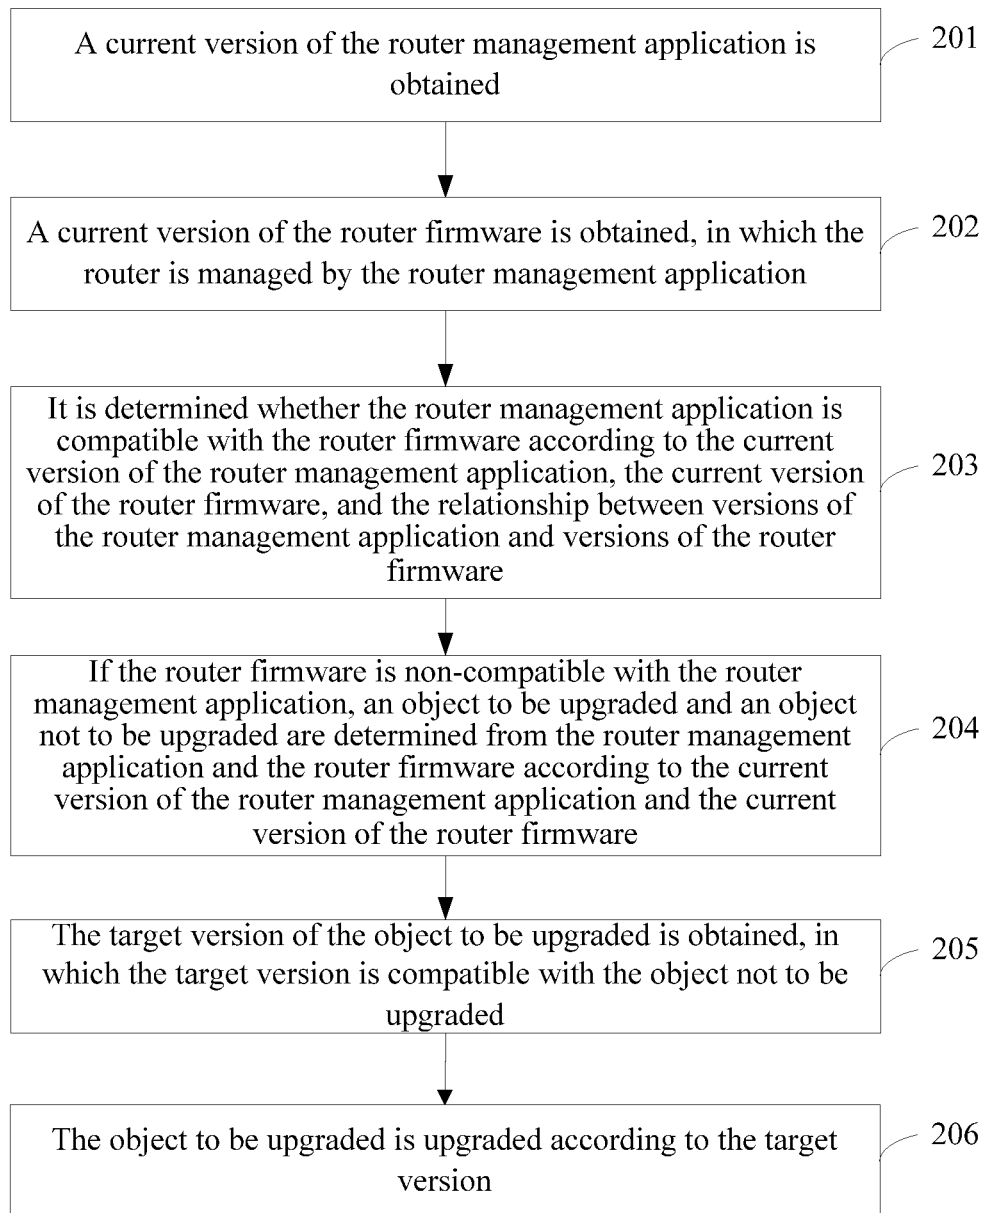 A current version of the router management application is
obtained
201
A current version of the router firmware is obtained, in which the
router is managed by the router management application
202
It is determined whether the router management application is
compatible with the router firmware according to the current
version of the router management application, the current version
of the router firmware, and the relationship between versions of
the router management application and versions of the router
firmware
203
If the router firmware is non-compatible with the router
management application, an object to be upgraded and an object
not to be upgraded are determined from the router management
application and the router firmware according to the current
version of the router management application and the current
version of the router firmware
204
The target version of the object to be upgraded is obtained, in
which the target version is compatible with the object not to be
upgraded
205
The object to be upgraded is upgraded according to the target
version
206